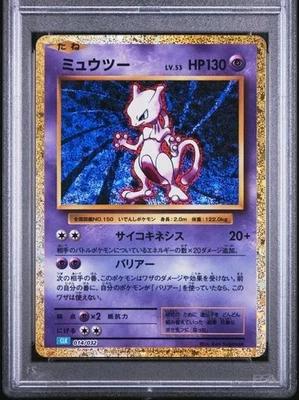 たね
ミュウツー LV.53 HP130
全国図鑑NO.150 いでんしポケモン 身長:2.0m 体重:122.0kg
サイコキネシス 20+
相手のバトルポケモンについているエネルギーの数×20ダメージ追加。
バリアー
次の相手の番、このポケモンはワザのダメージや効果を受けない。前の自分の番に、自分のポケモンが「バリアー」を使っていたなら、このワザは使えない。
弱点 ×2 抵抗力
にげる
CLK 014/032